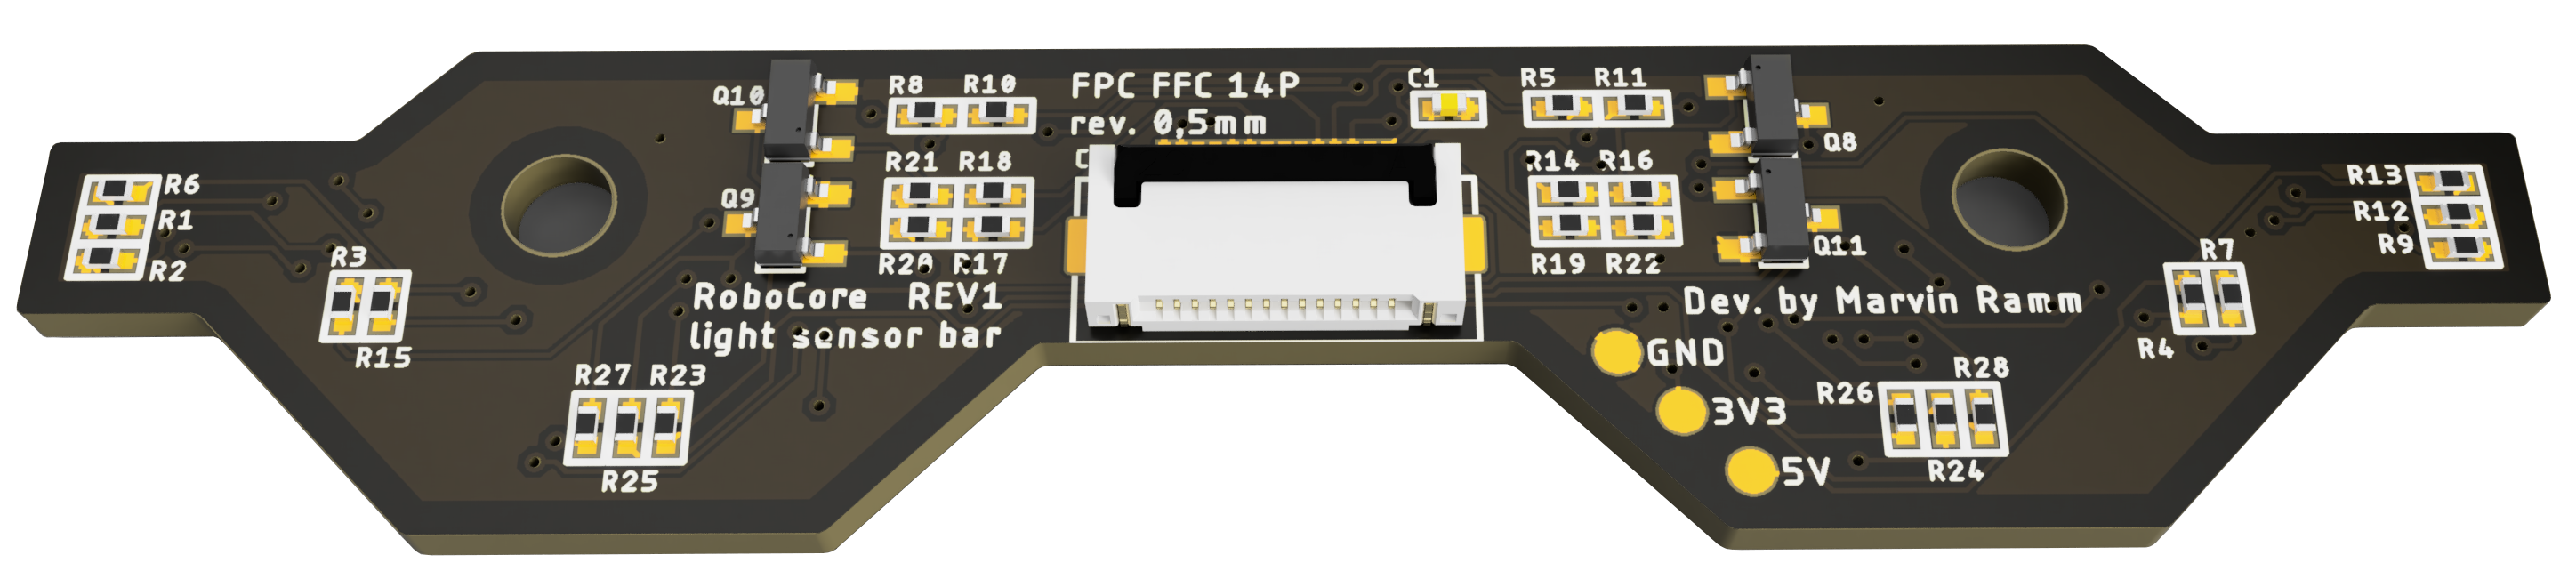 Q10
R8 R10
FPC FFC 14P
rev. 0,5mm
C1
R5 R11
Q8
R6
R1
R2
Q9
R21 R18
R20 R17
C
R14 R16
R19 R22
Q11
R13
R12
R9
R3
R15
RoboCore REV1
light sensor bar
Dev. by Marvin Ramm
R7
R4
GND
3V3
5V
R27 R23
R25
R28
R26
R24